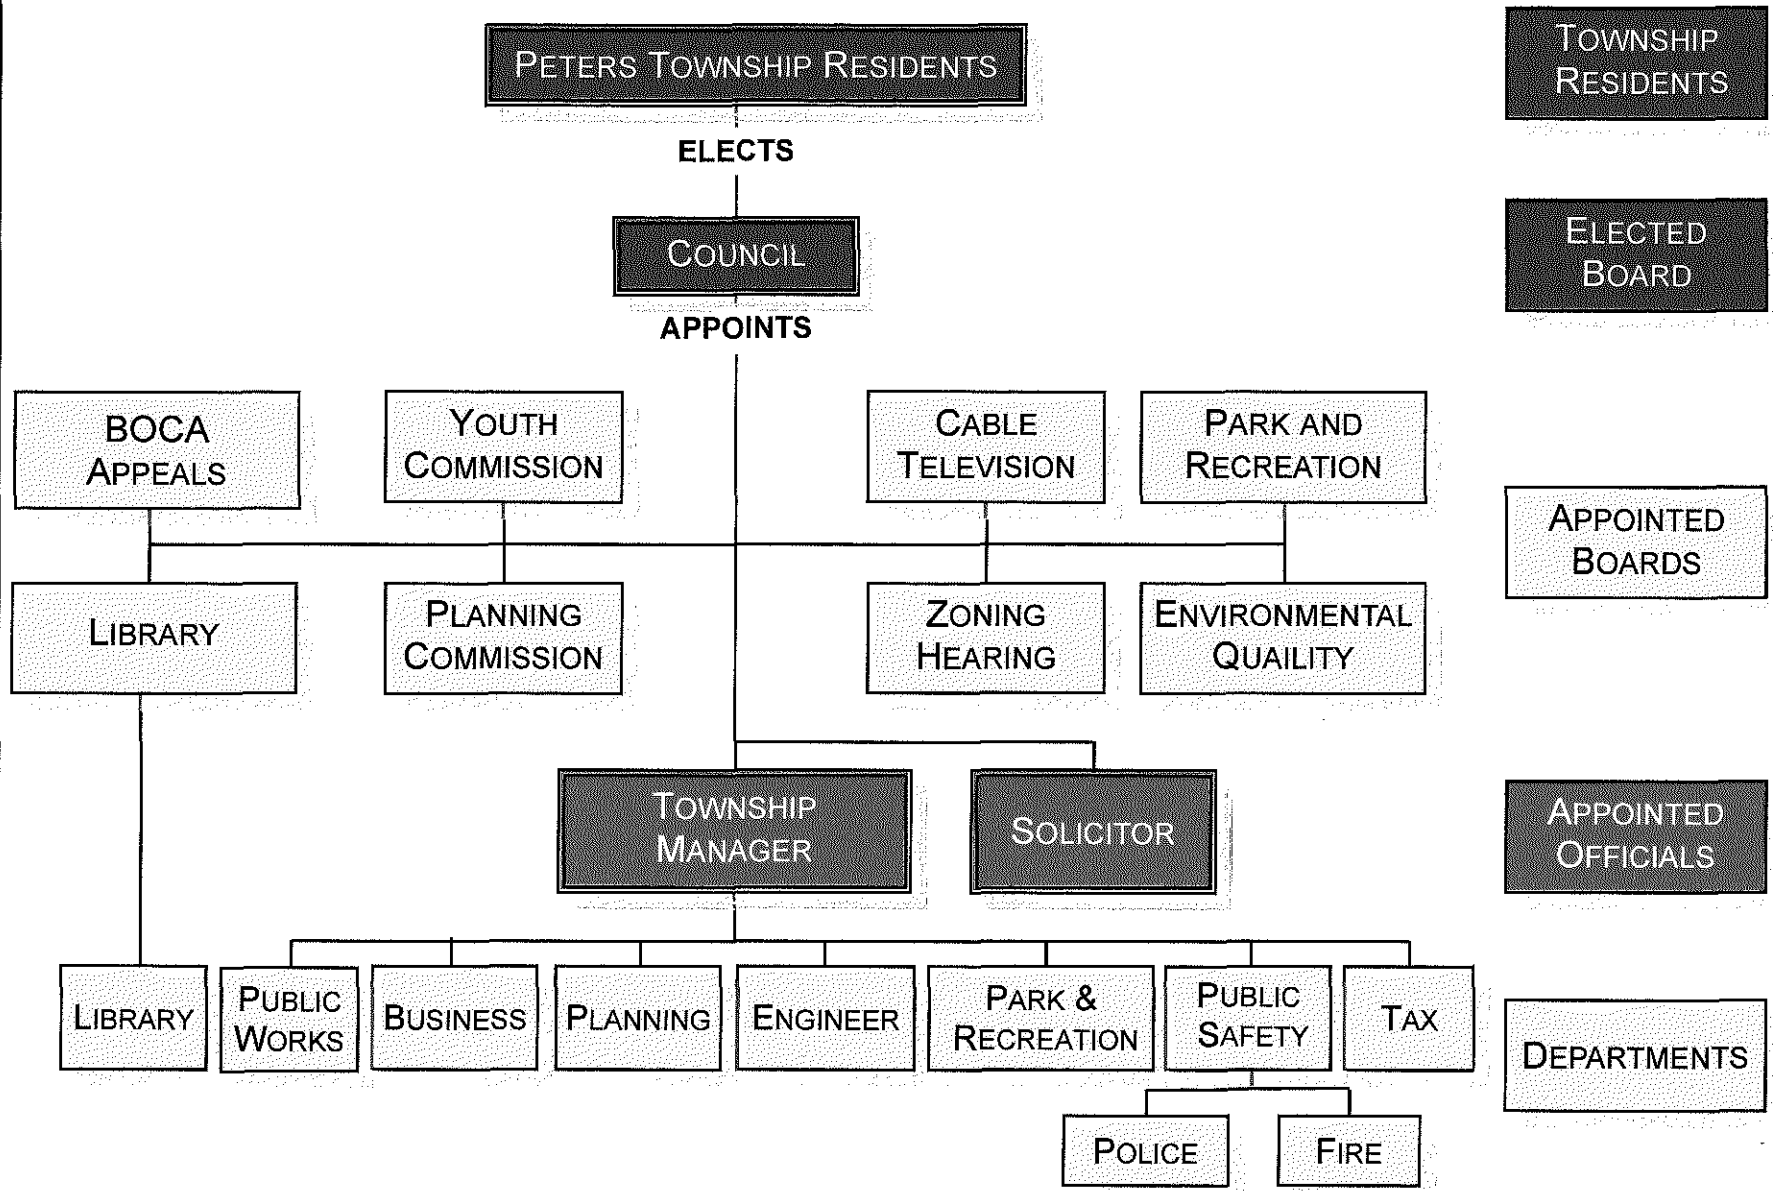 PETERS TOWNSHIP RESIDENTS
TOWNSHIP
RESIDENTS
ELECTS
COUNCIL
ELECTED
BOARD
APPOINTS
BOCA
APPEALS
YOUTH
COMMISSION
CABLE
TELEVISION
PARK AND
RECREATION
APPOINTED
BOARDS
LIBRARY
PLANNING
COMMISSION
ZONING
HEARING
ENVIRONMENTAL
QUAILITY
TOWNSHIP
MANAGER
SOLICITOR
APPOINTED
OFFICIALS
LIBRARY
PUBLIC
WORKS
BUSINESS
PLANNING
ENGINEER
PARK &
RECREATION
PUBLIC
SAFETY
TAX
DEPARTMENTS
POLICE
FIRE